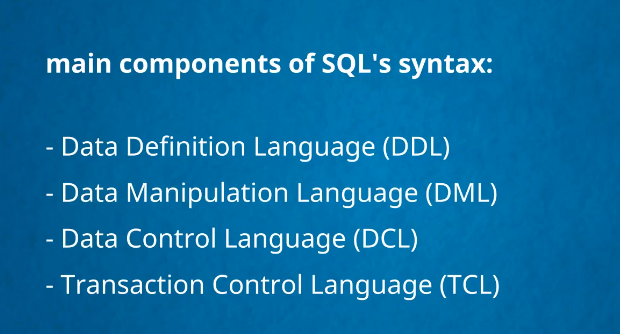 main components of SQL's syntax:
- Data Definition Language (DDL)
- Data Manipulation Language (DML)
- Data Control Language (DCL)
- Transaction Control Language (TCL)